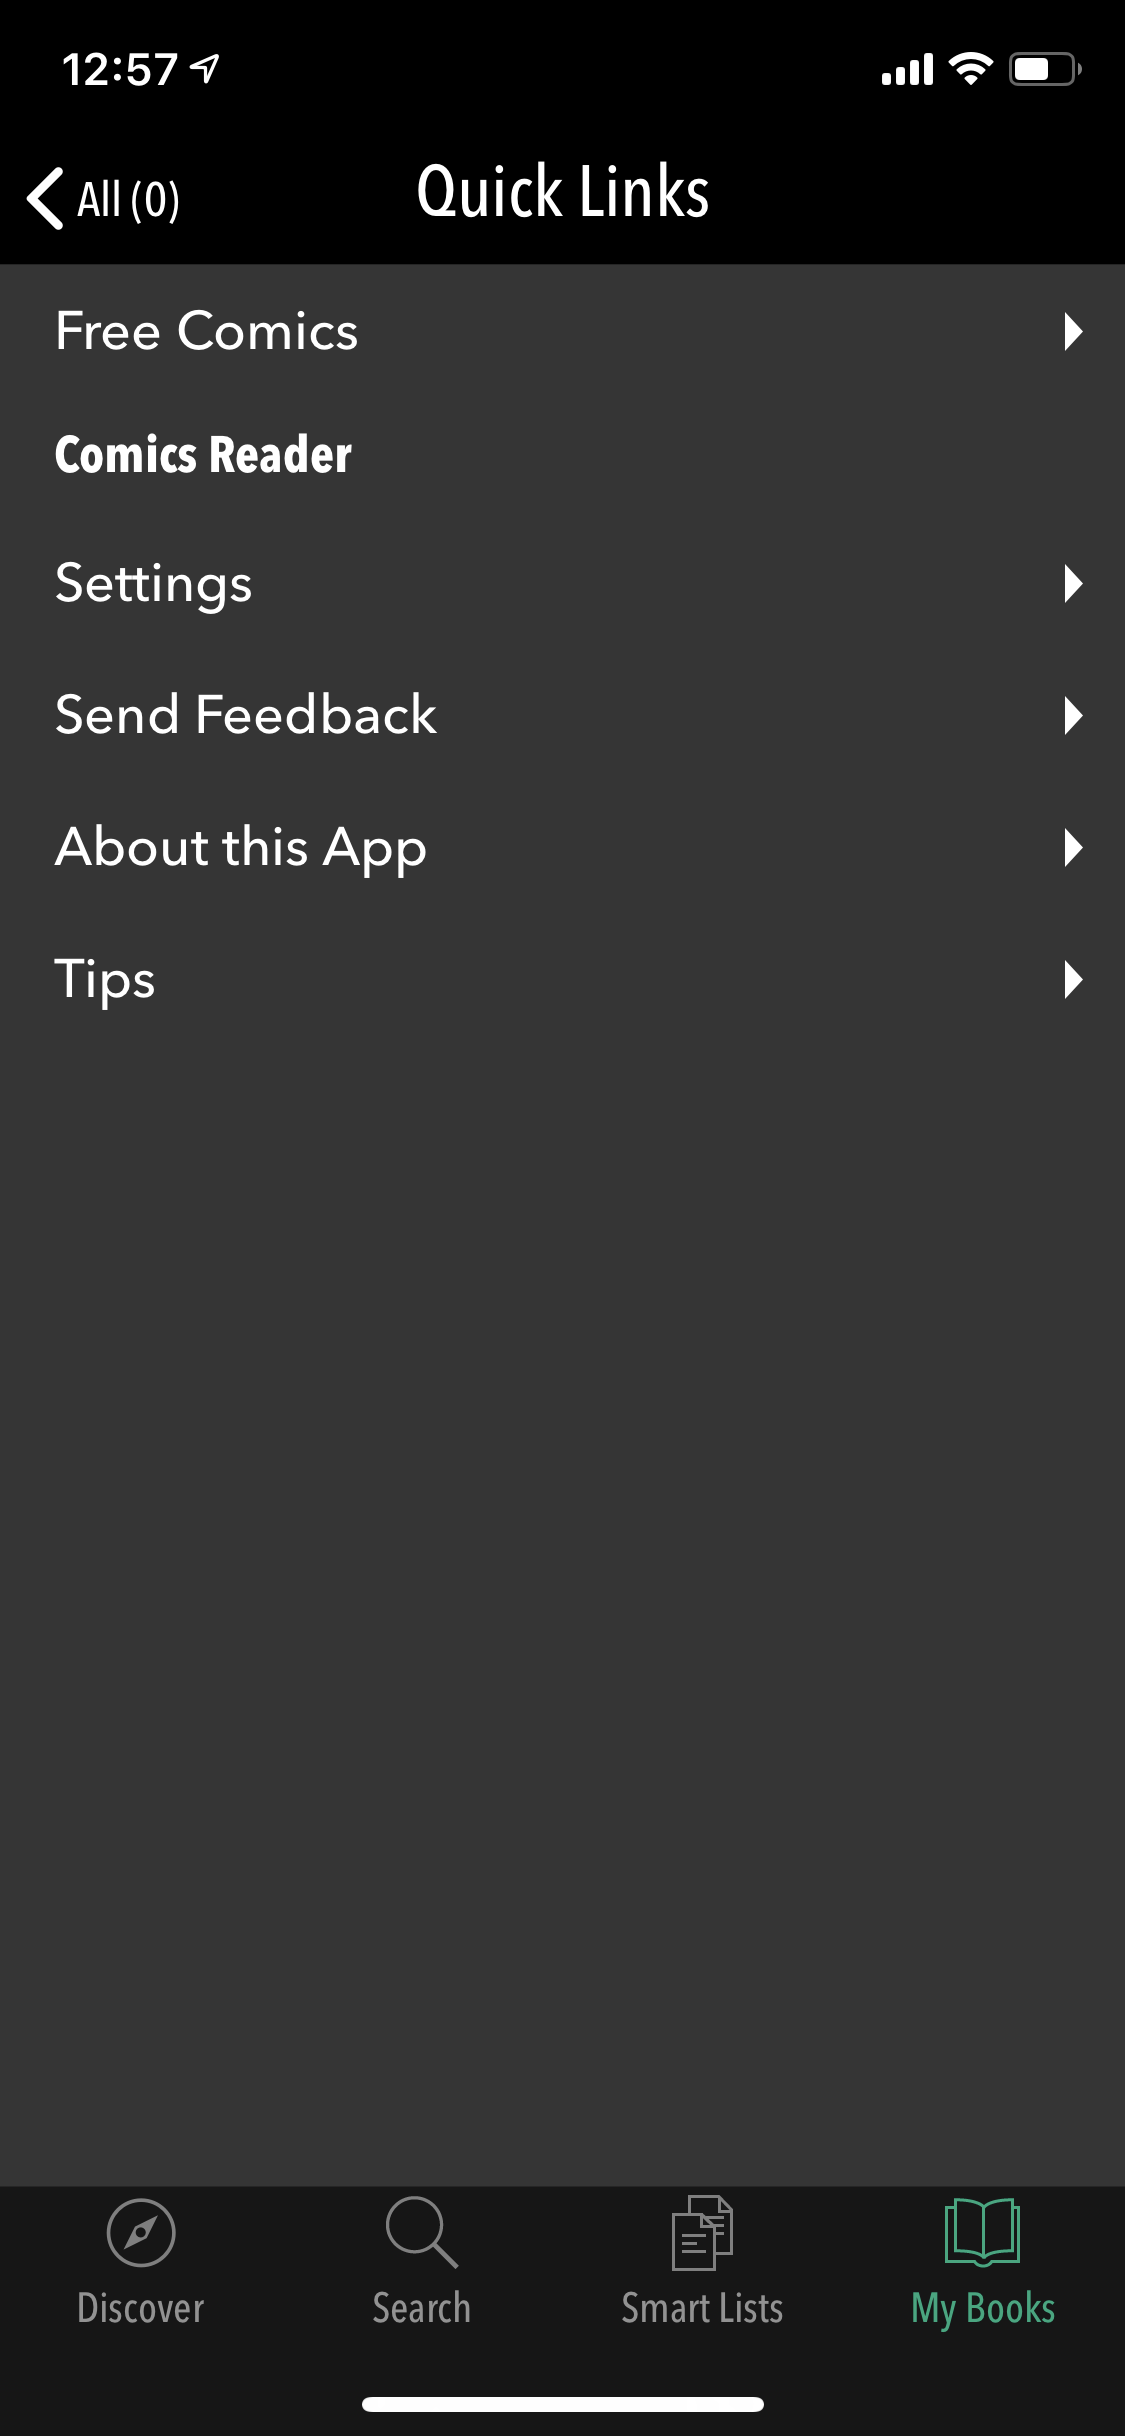 12:57
All (0)
Quick Links
Free Comics
Comics Reader
Settings
Send Feedback
About this App
Tips
Discover
Search
Smart Lists
My Books